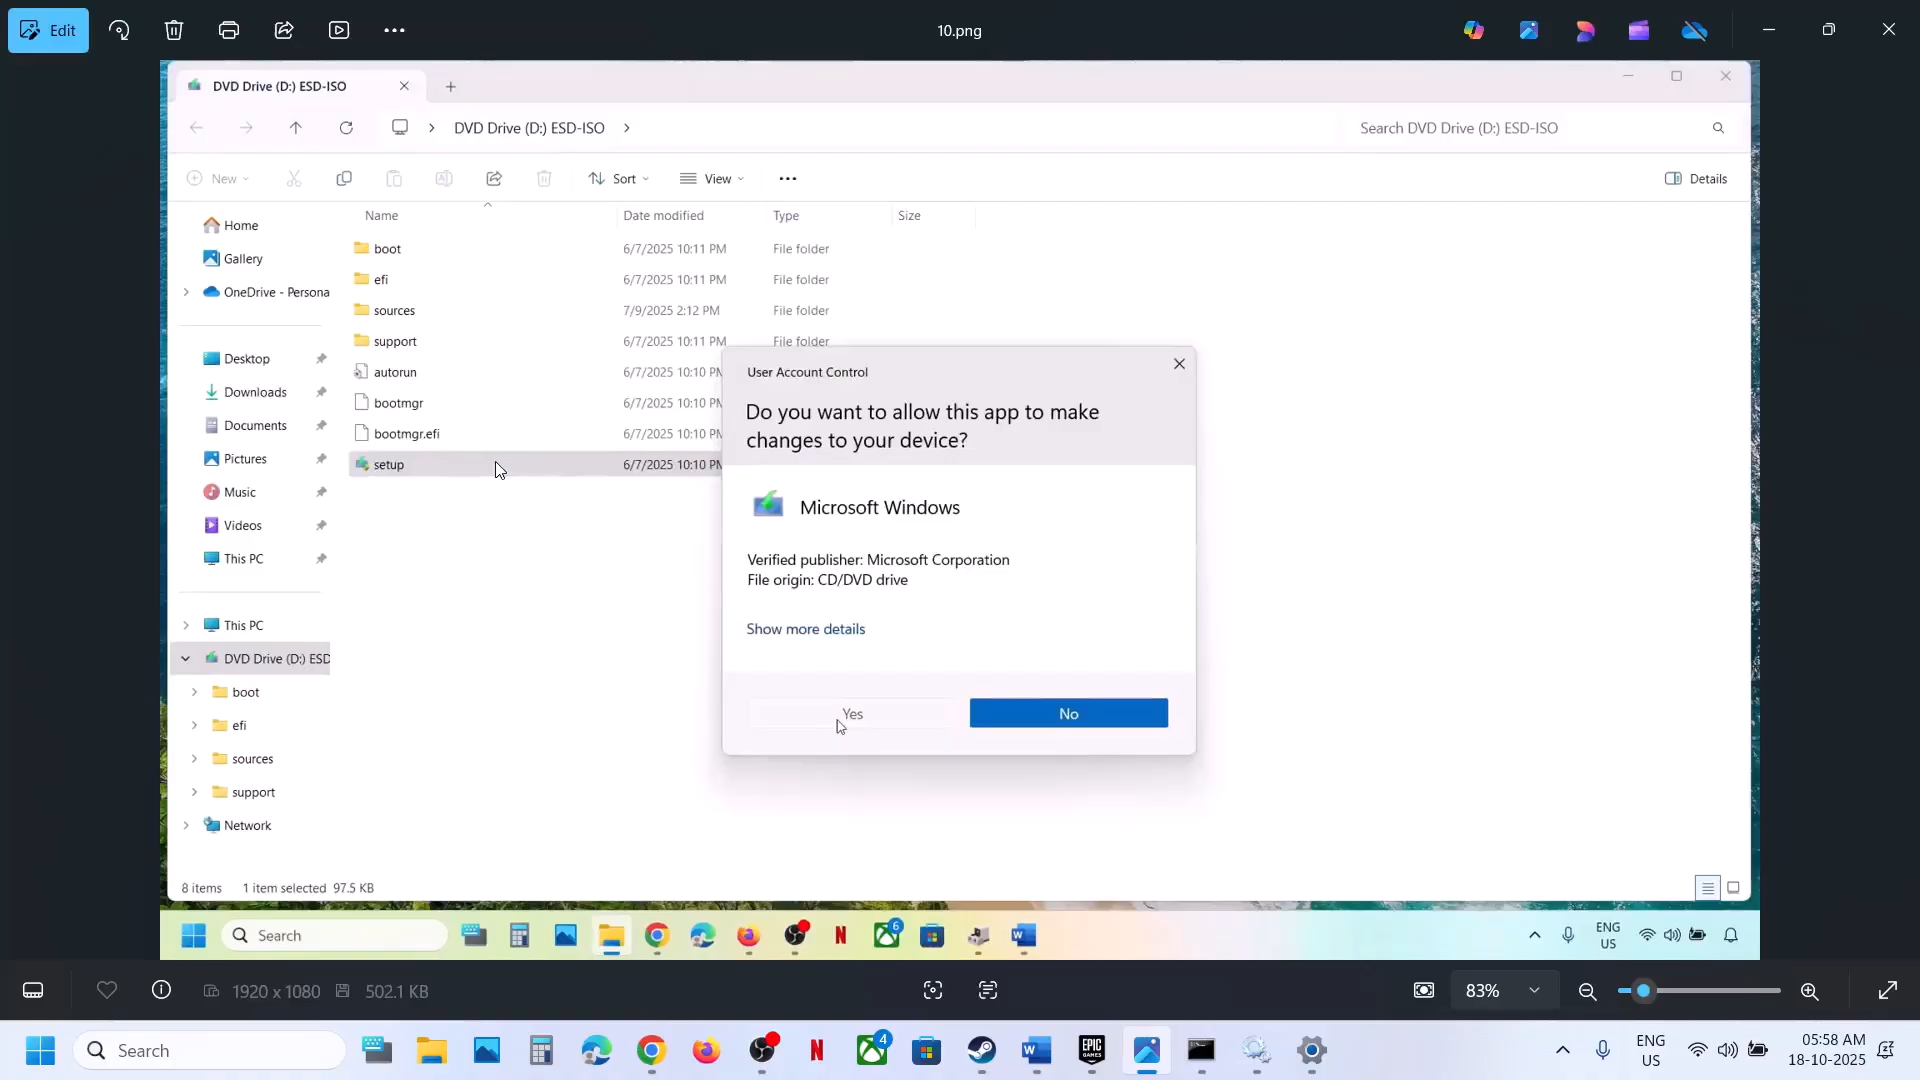 Edit
10.png
DVD Drive (D:) ESD-ISO
DVD Drive (D:) ESD-ISO
Search DVD Drive (D:) ESD-ISO
New
Sort
View
Details
Name
Date modified
Type
Size
Home
Gallery
OneDrive - Persona
Desktop
Downloads
Documents
Pictures
Music
Videos
This PC
This PC
DVD Drive (D:) ESD
boot
efi
sources
support
Network
boot 6/7/2025 10:11 PM File folder
efi 6/7/2025 10:11 PM File folder
sources 7/9/2025 2:12 PM File folder
support 6/7/2025 10:11 PM File folder
autorun 6/7/2025 10:10 PM
bootmgr 6/7/2025 10:10 PM
bootmgr.efi 6/7/2025 10:10 PM
setup 6/7/2025 10:10 PM
User Account Control
Do you want to allow this app to make
changes to your device?
Microsoft Windows
Verified publisher: Microsoft Corporation
File origin: CD/DVD drive
Show more details
Yes
No
8 items 1 item selected 97.5 KB
Search
6
ENG
US
1920 x 1080
502.1 KB
83%
Search
4
EPIC
GAMES
ENG
US
05:58 AM
18-10-2025